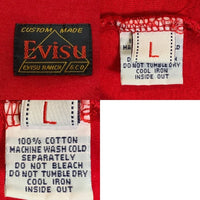 CUSTOM MADE
Evisu
EVISU RANCH
S.C.O.
L
DO NOT TUMBLE DRY
COOL IRON
INSIDE OUT
L
100% COTTON
MACHINE WASH COLD
SEPARATELY
DO NOT BLEACH
DO NOT TUMBLE DRY
COOL IRON
INSIDE OUT